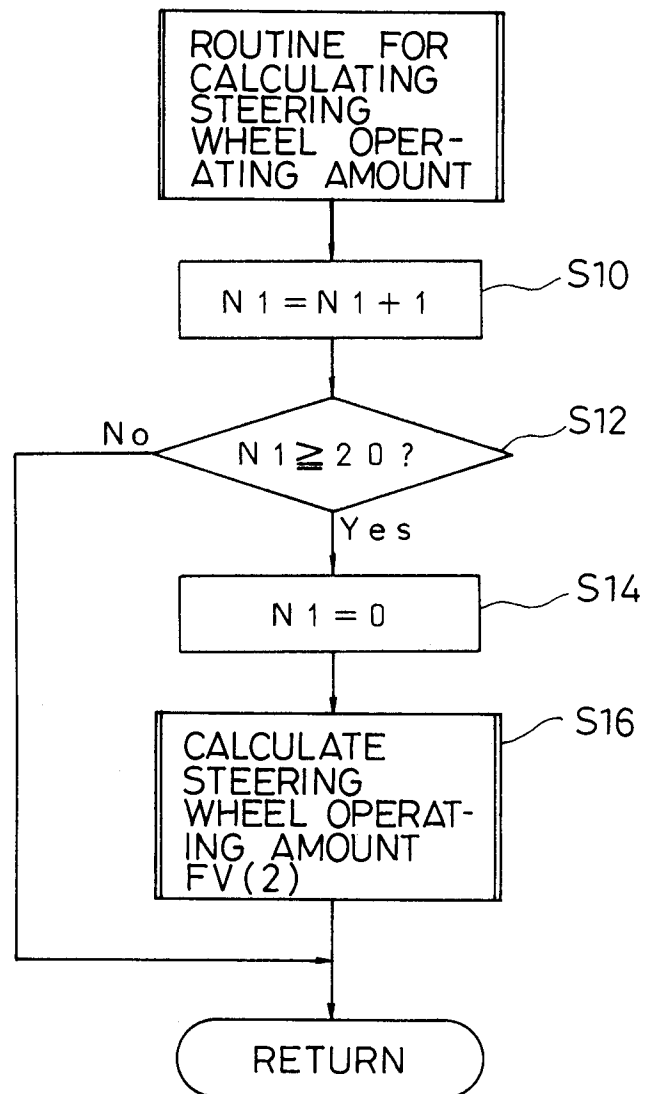 ROUTINE FOR
CALCULATING
STEERING
WHEEL OPER-
ATING AMOUNT
N1=N1+1
S10
No
N1≧20?
S12
Yes
N1=0
S14
CALCULATE
STEERING
WHEEL OPERAT-
ING AMOUNT
FV(2)
S16
RETURN